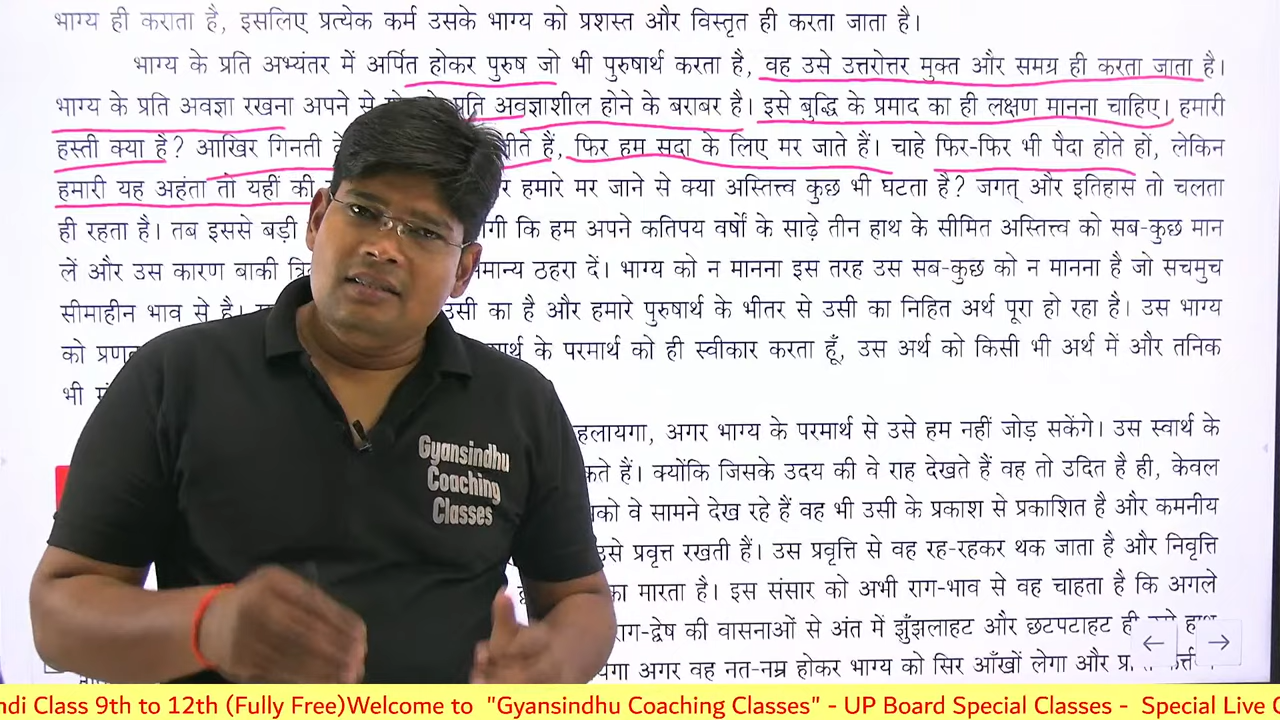 भाग्य ही कराता है, इसलिए प्रत्येक कर्म उसके भाग्य को प्रशस्त और विस्तृत ही करता जाता है।
भाग्य के प्रति अभ्यंतर में अर्पित होकर पुरुष जो भी पुरुषार्थ करता है, वह उसे उत्तरोत्तर मुक्त और समग्र ही करता जाता है।
भाग्य के प्रति अवज्ञा रखना अपने से प्रति अवज्ञाशील होने के बराबर है। इसे बुद्धि के प्रमाद का ही लक्षण मानना चाहिए। हमारी
हस्ती क्या है? आखिर गिनती जीते हैं, फिर हम सदा के लिए मर जाते हैं। चाहे फिर-फिर भी पैदा होते हों, लेकिन
हमारी यह अहंता तो यहीं की हमारे मर जाने से क्या अस्तित्त्व कुछ भी घटता है? जगत् और इतिहास तो चलता
ही रहता है। तब इससे बड़ी कि हम अपने कतिपय वर्षों के साढ़े तीन हाथ के सीमित अस्तित्त्व को सब-कुछ मान
लें और उस कारण बाकी ठहरा दें। भाग्य को न मानना इस तरह उस सब-कुछ को न मानना है जो सचमुच
सीमाहीन भाव से है। उसी का है और हमारे पुरुषार्थ के भीतर से उसी का निहित अर्थ पूरा हो रहा है। उस भाग्य
को के परमार्थ को ही स्वीकार करता हूँ, उस अर्थ को किसी भी अर्थ में और तनिक
भी
अगर भाग्य के परमार्थ से उसे हम नहीं जोड़ सकेंगे। उस स्वार्थ के
हैं। क्योंकि जिसके उदय की वे राह देखते हैं वह तो उदित है ही, केवल
वे सामने देख रहे हैं वह भी उसी के प्रकाश से प्रकाशित है और कमनीय
उसे प्रवृत्त रखती हैं। उस प्रवृत्ति से वह रह-रहकर थक जाता है और निवृत्ति
मारता है। इस संसार को अभी राग-भाव से वह चाहता है कि अगले
राग-द्वेष की वासनाओं से अंत में झुँझलाहट और छटपटाहट ही
अगर वह नत-नम्र होकर भाग्य को सिर आँखों लेगा और
Gyansindhu
Coaching
Classes
Class 9th to 12th (Fully Free)Welcome to "Gyansindhu Coaching Classes" - UP Board Special Classes - Special Live